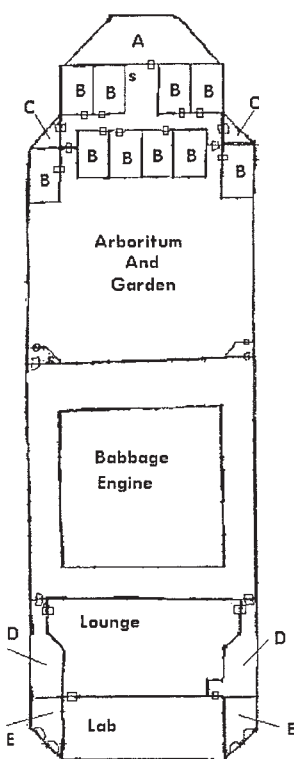 A
S
B B B B
C C
B B B B
B B
Arboritum
And
Garden
Babbage
Engine
Lounge
D D
Lab
E E